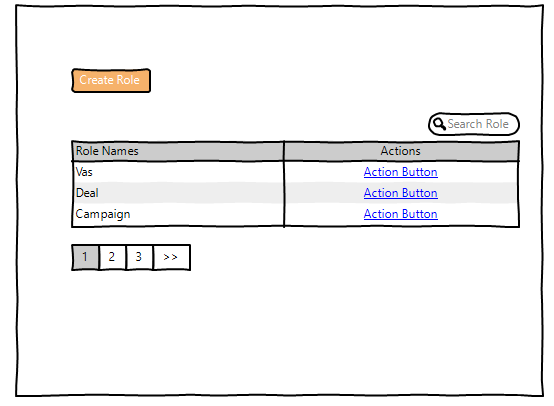 Create Role
Search Role
Role Names Actions
Vas Action Button
Deal Action Button
Campaign Action Button
1 2 3 >>